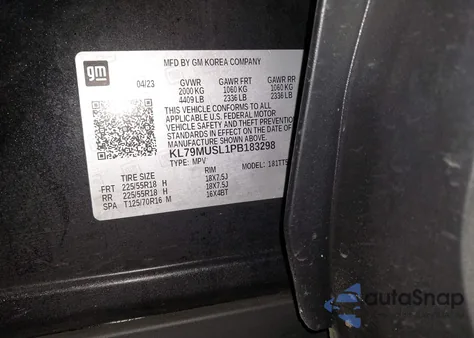 gm
MFD BY GM KOREA COMPANY
04/23 GVWR GAWR FRT GAWR RR
2000 KG 1060 KG 1060 KG
4409 LB 2336 LB 2336 LB
THIS VEHICLE CONFORMS TO ALL
APPLICABLE U.S. FEDERAL MOTOR
VEHICLE SAFETY AND THEFT PREVENTION
STANDARDS IN EFFECT ON THE DATE OF
MANUFACTURE SHOWN ABOVE.
KL79MUSL1PB183298
TYPE: MPV MODEL:
TIRE SIZE RIM
FRT 225/55R18 H 18X7.5J
RR 225/55R18 H 18X7.5J
SPA T125/70R16 M 16X4BT
autoSnap